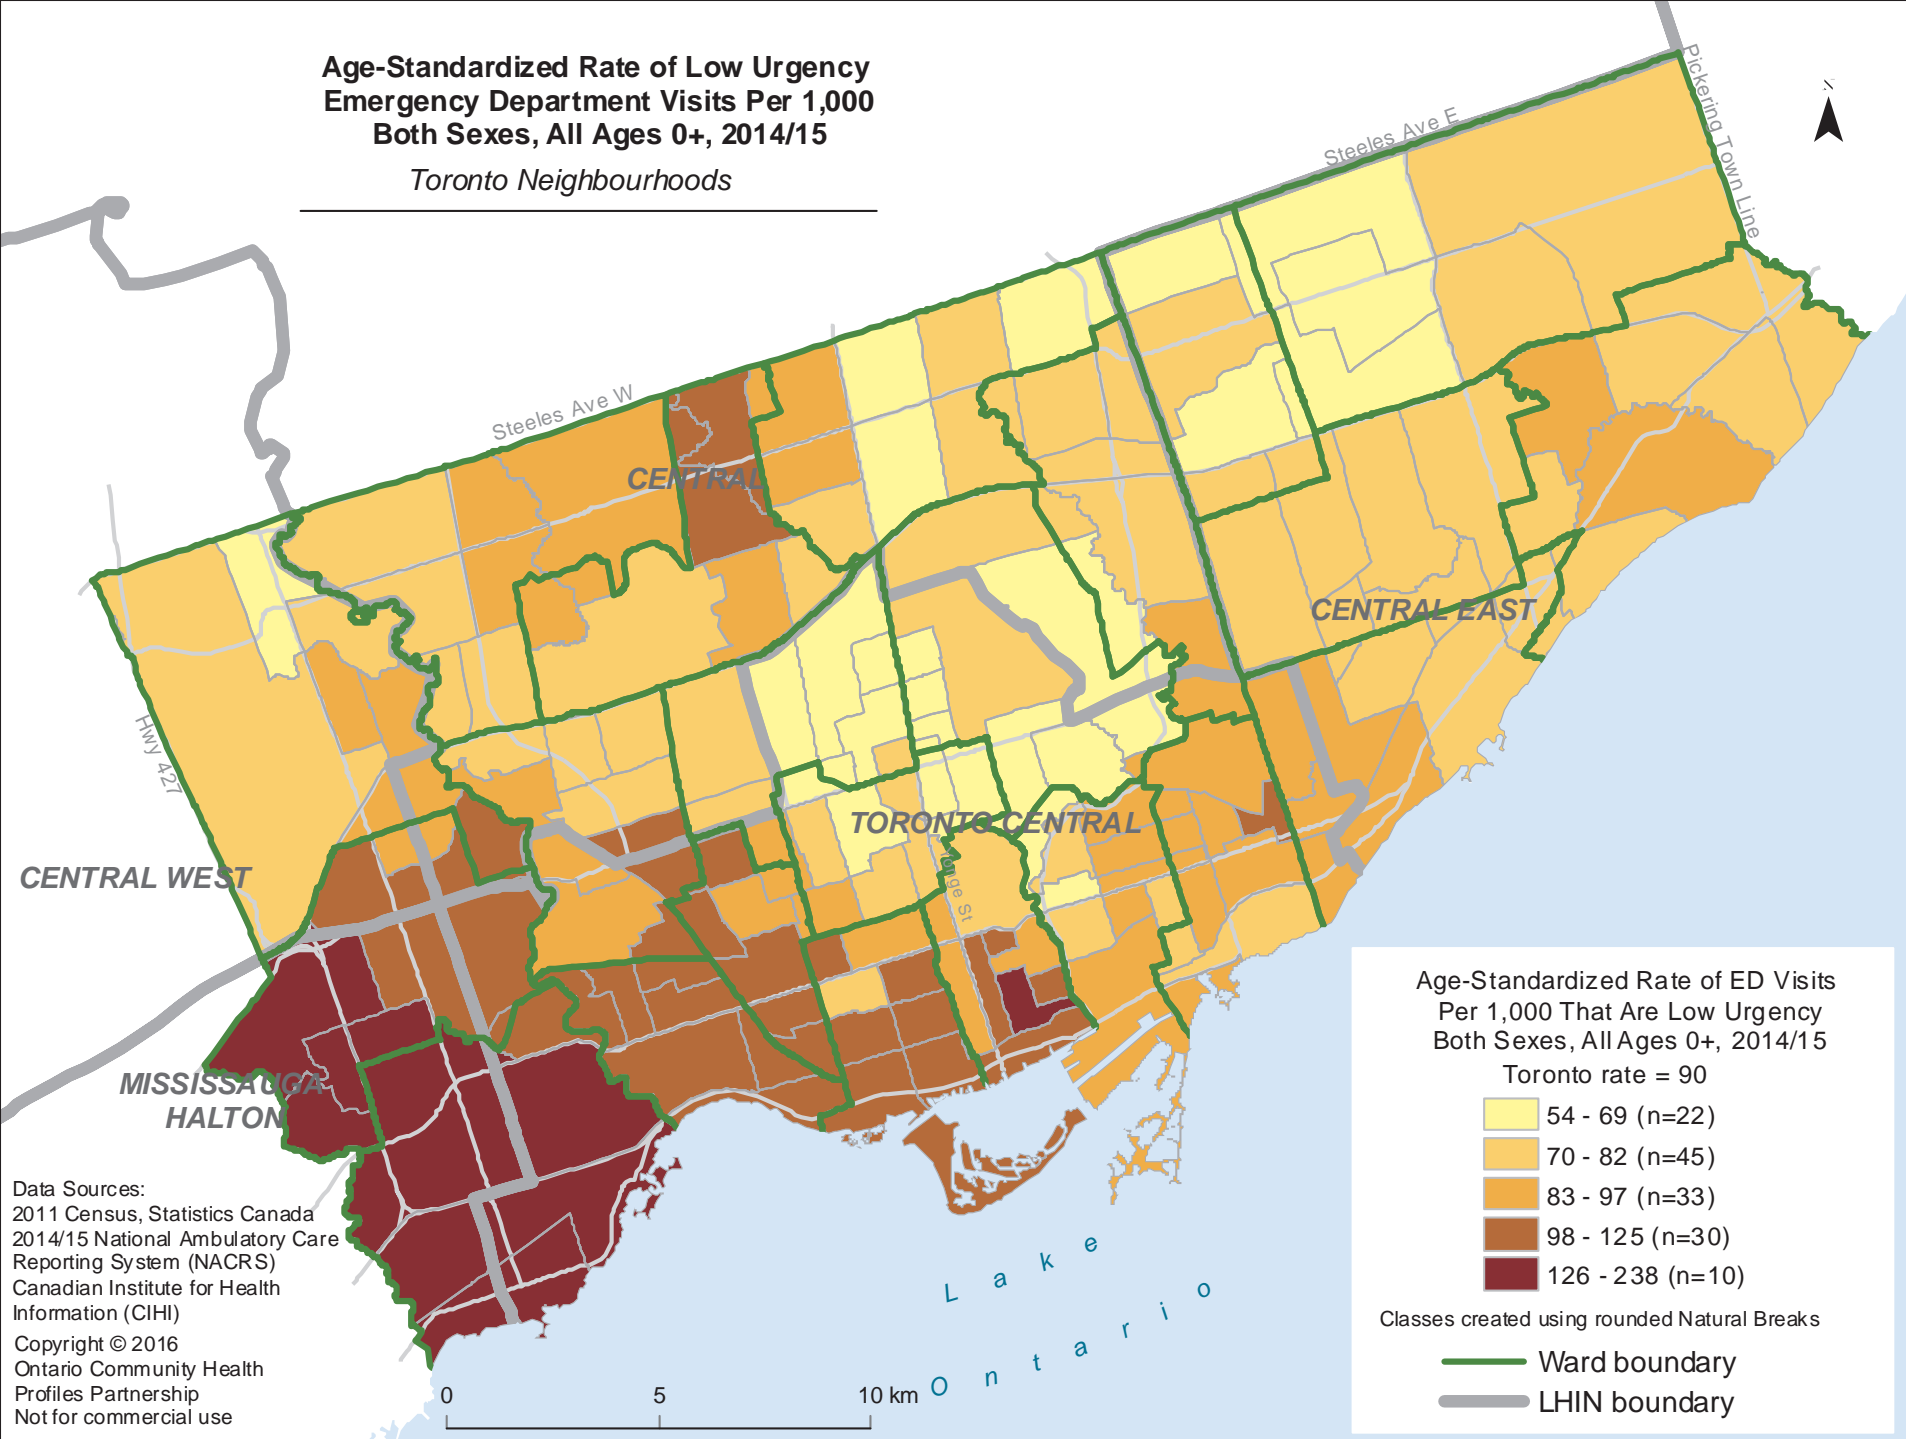 Age-Standardized Rate of Low Urgency
Emergency Department Visits Per 1,000
Both Sexes, All Ages 0+, 2014/15
Toronto Neighbourhoods
N
Steeles Ave E
Pickering Town Line
Steeles Ave W
CENTRAL
CENTRAL EAST
Hwy 427
TORONTO CENTRAL
CENTRAL WEST
Yonge St
MISSISSAUGA
HALTON
Age-Standardized Rate of ED Visits
Per 1,000 That Are Low Urgency
Both Sexes, All Ages 0+, 2014/15
Toronto rate = 90
54 - 69 (n=22)
70 - 82 (n=45)
83 - 97 (n=33)
98 - 125 (n=30)
126 - 238 (n=10)
Classes created using rounded Natural Breaks
Ward boundary
LHIN boundary
Data Sources:
2011 Census, Statistics Canada
2014/15 National Ambulatory Care
Reporting System (NACRS)
Canadian Institute for Health
Information (CIHI)
Copyright © 2016
Ontario Community Health
Profiles Partnership
Not for commercial use
Lake
Ontario
0 5 10 km